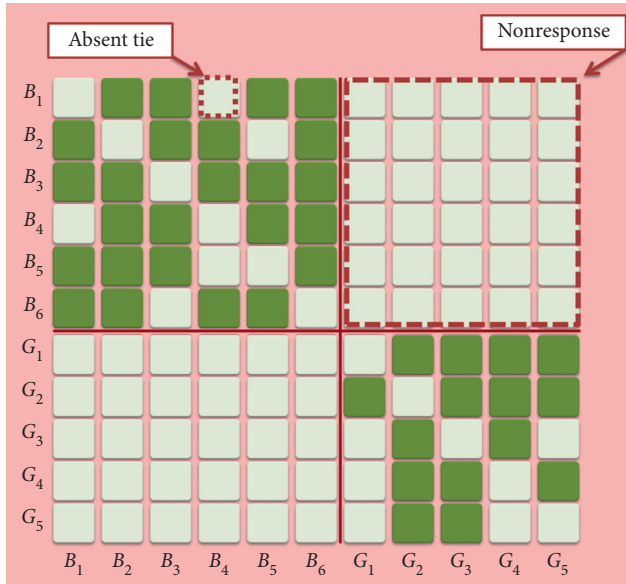 Absent tie
Nonresponse
B1
B2
B3
B4
B5
B6
G1
G2
G3
G4
G5
B1 B2 B3 B4 B5 B6 G1 G2 G3 G4 G5